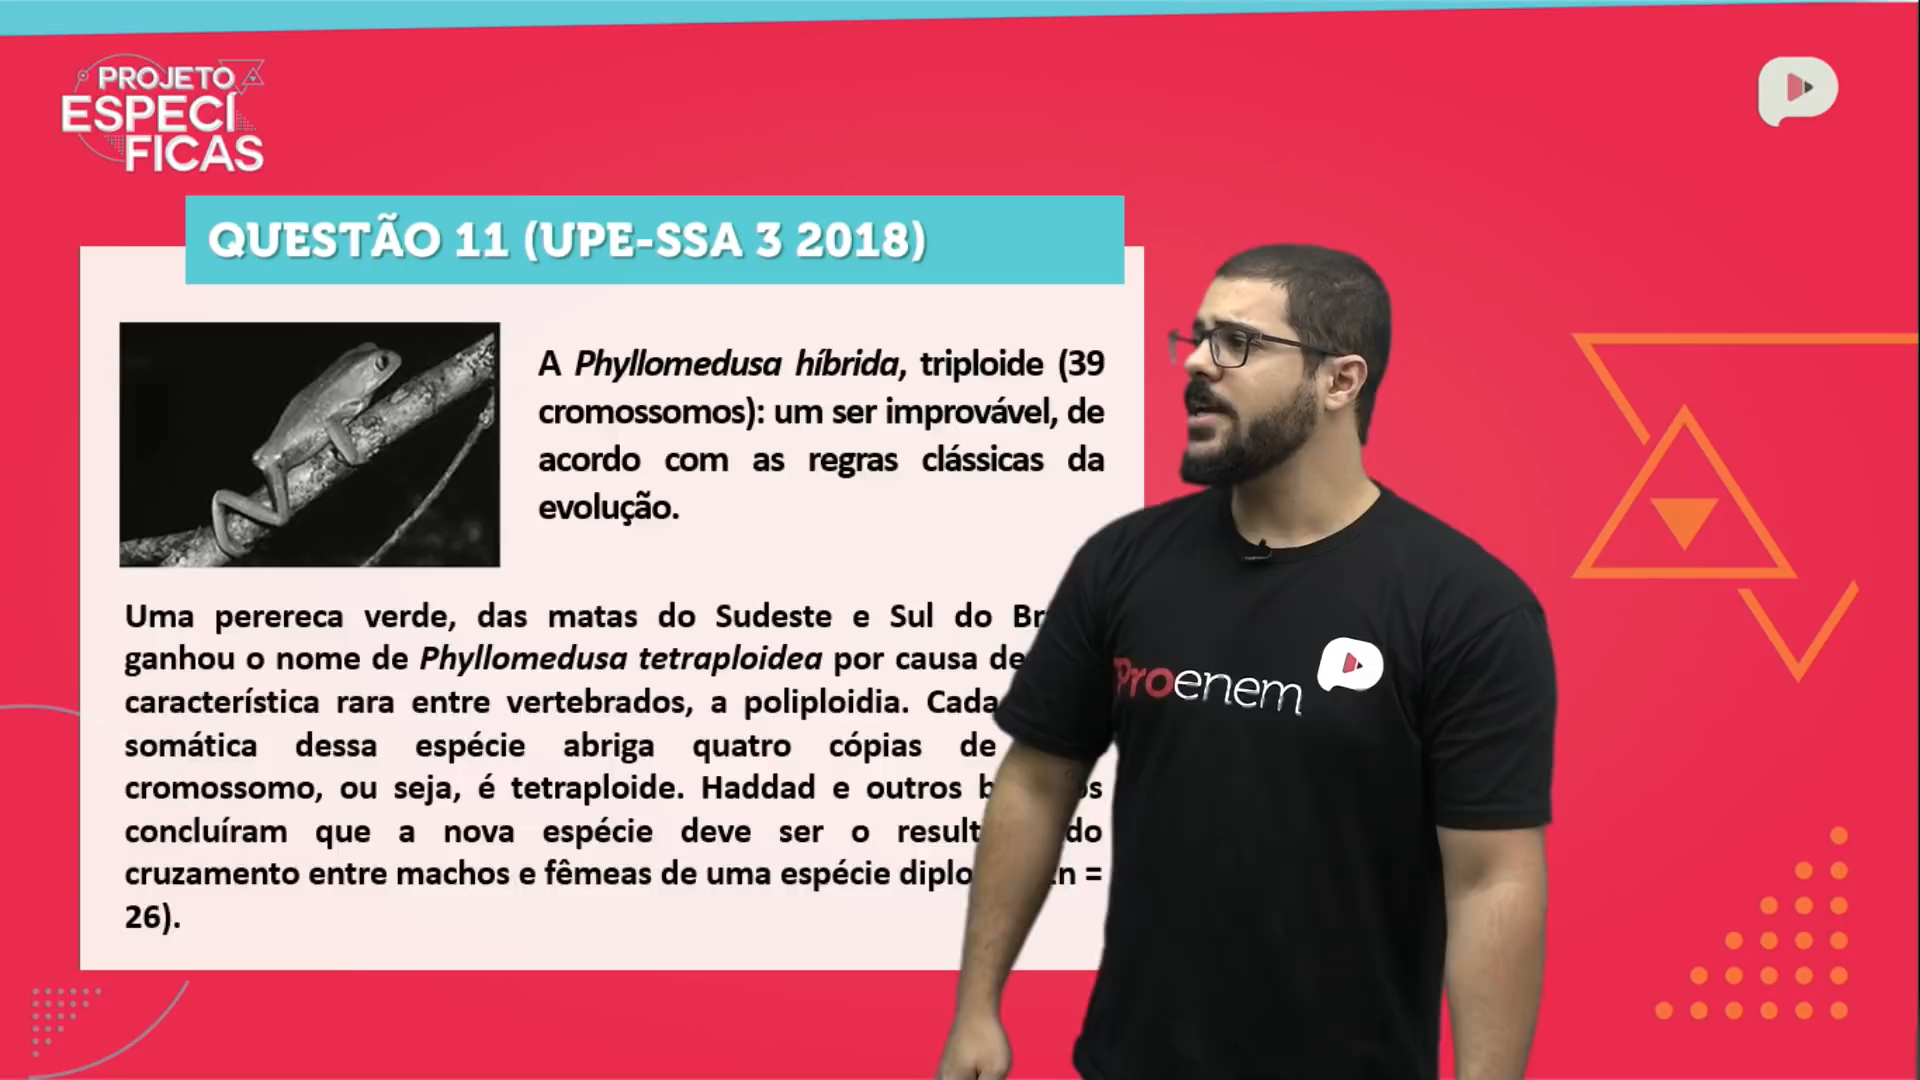 PROJETO
ESPECÍ
FICAS
QUESTÃO 11 (UPE-SSA 3 2018)
A Phyllomedusa híbrida, triploide (39
cromossomos): um ser improvável, de
acordo com as regras clássicas da
evolução.
Uma perereca verde, das matas do Sudeste e Sul do
ganhou o nome de Phyllomedusa tetraploidea por causa de
característica rara entre vertebrados, a poliploidia. Cada
somática dessa espécie abriga quatro cópias de
cromossomo, ou seja, é tetraploide. Haddad e outros
concluíram que a nova espécie deve ser o do
cruzamento entre machos e fêmeas de uma espécie =
26).
Proenem